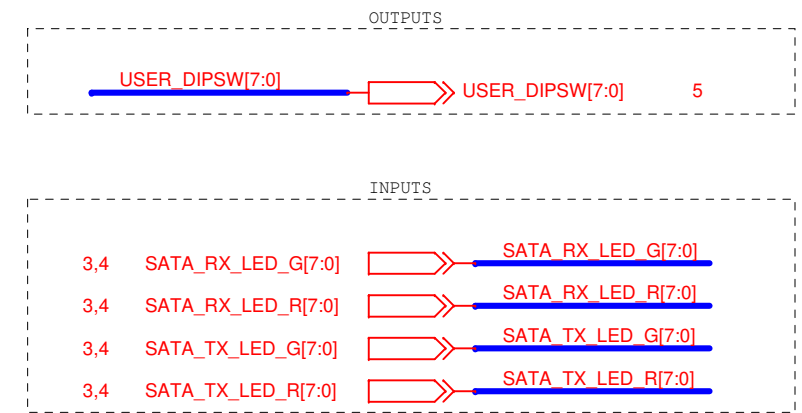 OUTPUTS
USER_DIPSW[7:0]
USER_DIPSW[7:0] 5
INPUTS
3,4 SATA_RX_LED_G[7:0] SATA_RX_LED_G[7:0]
3,4 SATA_RX_LED_R[7:0] SATA_RX_LED_R[7:0]
3,4 SATA_TX_LED_G[7:0] SATA_TX_LED_G[7:0]
3,4 SATA_TX_LED_R[7:0] SATA_TX_LED_R[7:0]